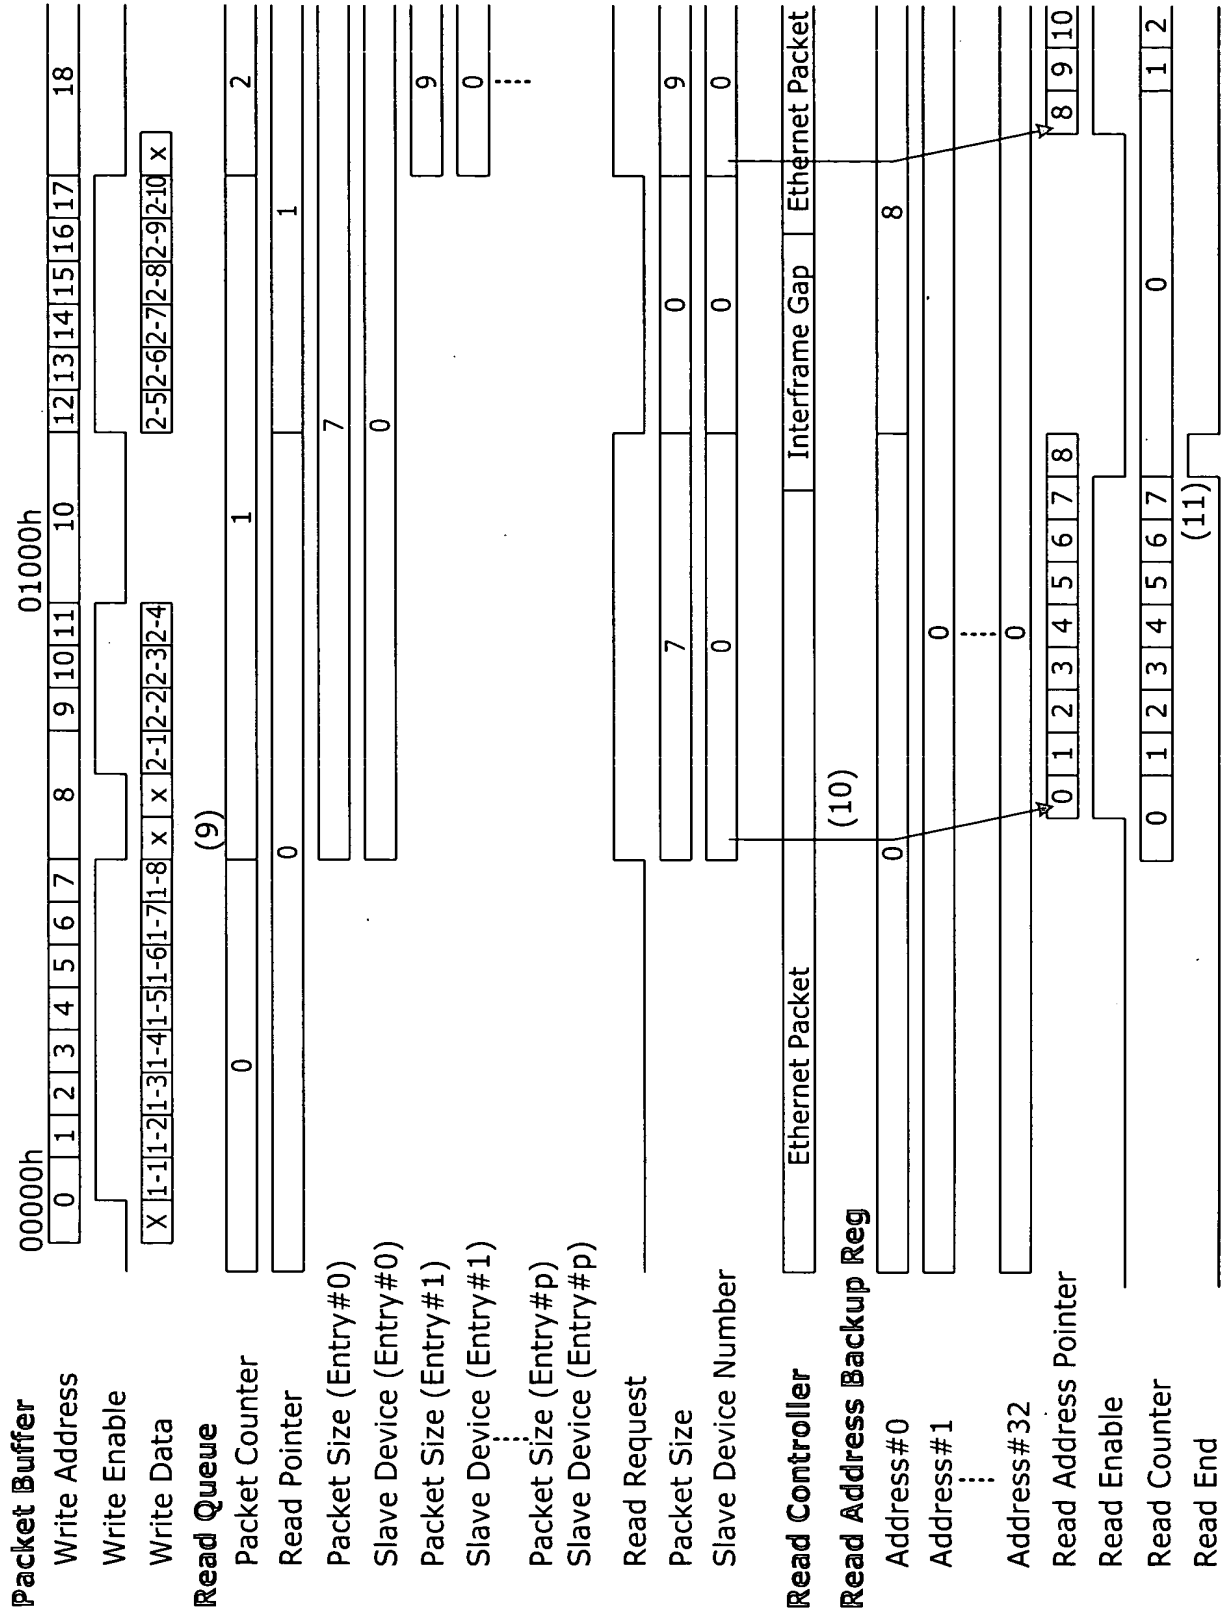 Packet Buffer
00000h 01000h
Write Address 0 1 2 3 4 5 6 7 8 9 10 11 10 12 13 14 15 16 17 18
Write Enable
Write Data X 1-1 1-2 1-3 1-4 1-5 1-6 1-7 1-8 x x 2-1 2-2 2-3 2-4 2-5 2-6 2-7 2-8 2-9 2-10 x
Read Queue (9)
Packet Counter 0 1 2
Read Pointer 0 1
Packet Size (Entry#0) 7
Slave Device (Entry#0) 0
Packet Size (Entry#1) 9
Slave Device (Entry#1) 0
Packet Size (Entry#p)
Slave Device (Entry#p)
Read Request
Packet Size 7 0 9
Slave Device Number 0 0 0
Read Controller Ethernet Packet Interframe Gap Ethernet Packet
Read Address Backup Reg (10)
Address#0 0 8
Address#1 0
Address#32 0
Read Address Pointer 0 1 2 3 4 5 6 7 8 8 9 10
Read Enable
Read Counter 0 1 2 3 4 5 6 7 0 1 2
Read End (11)